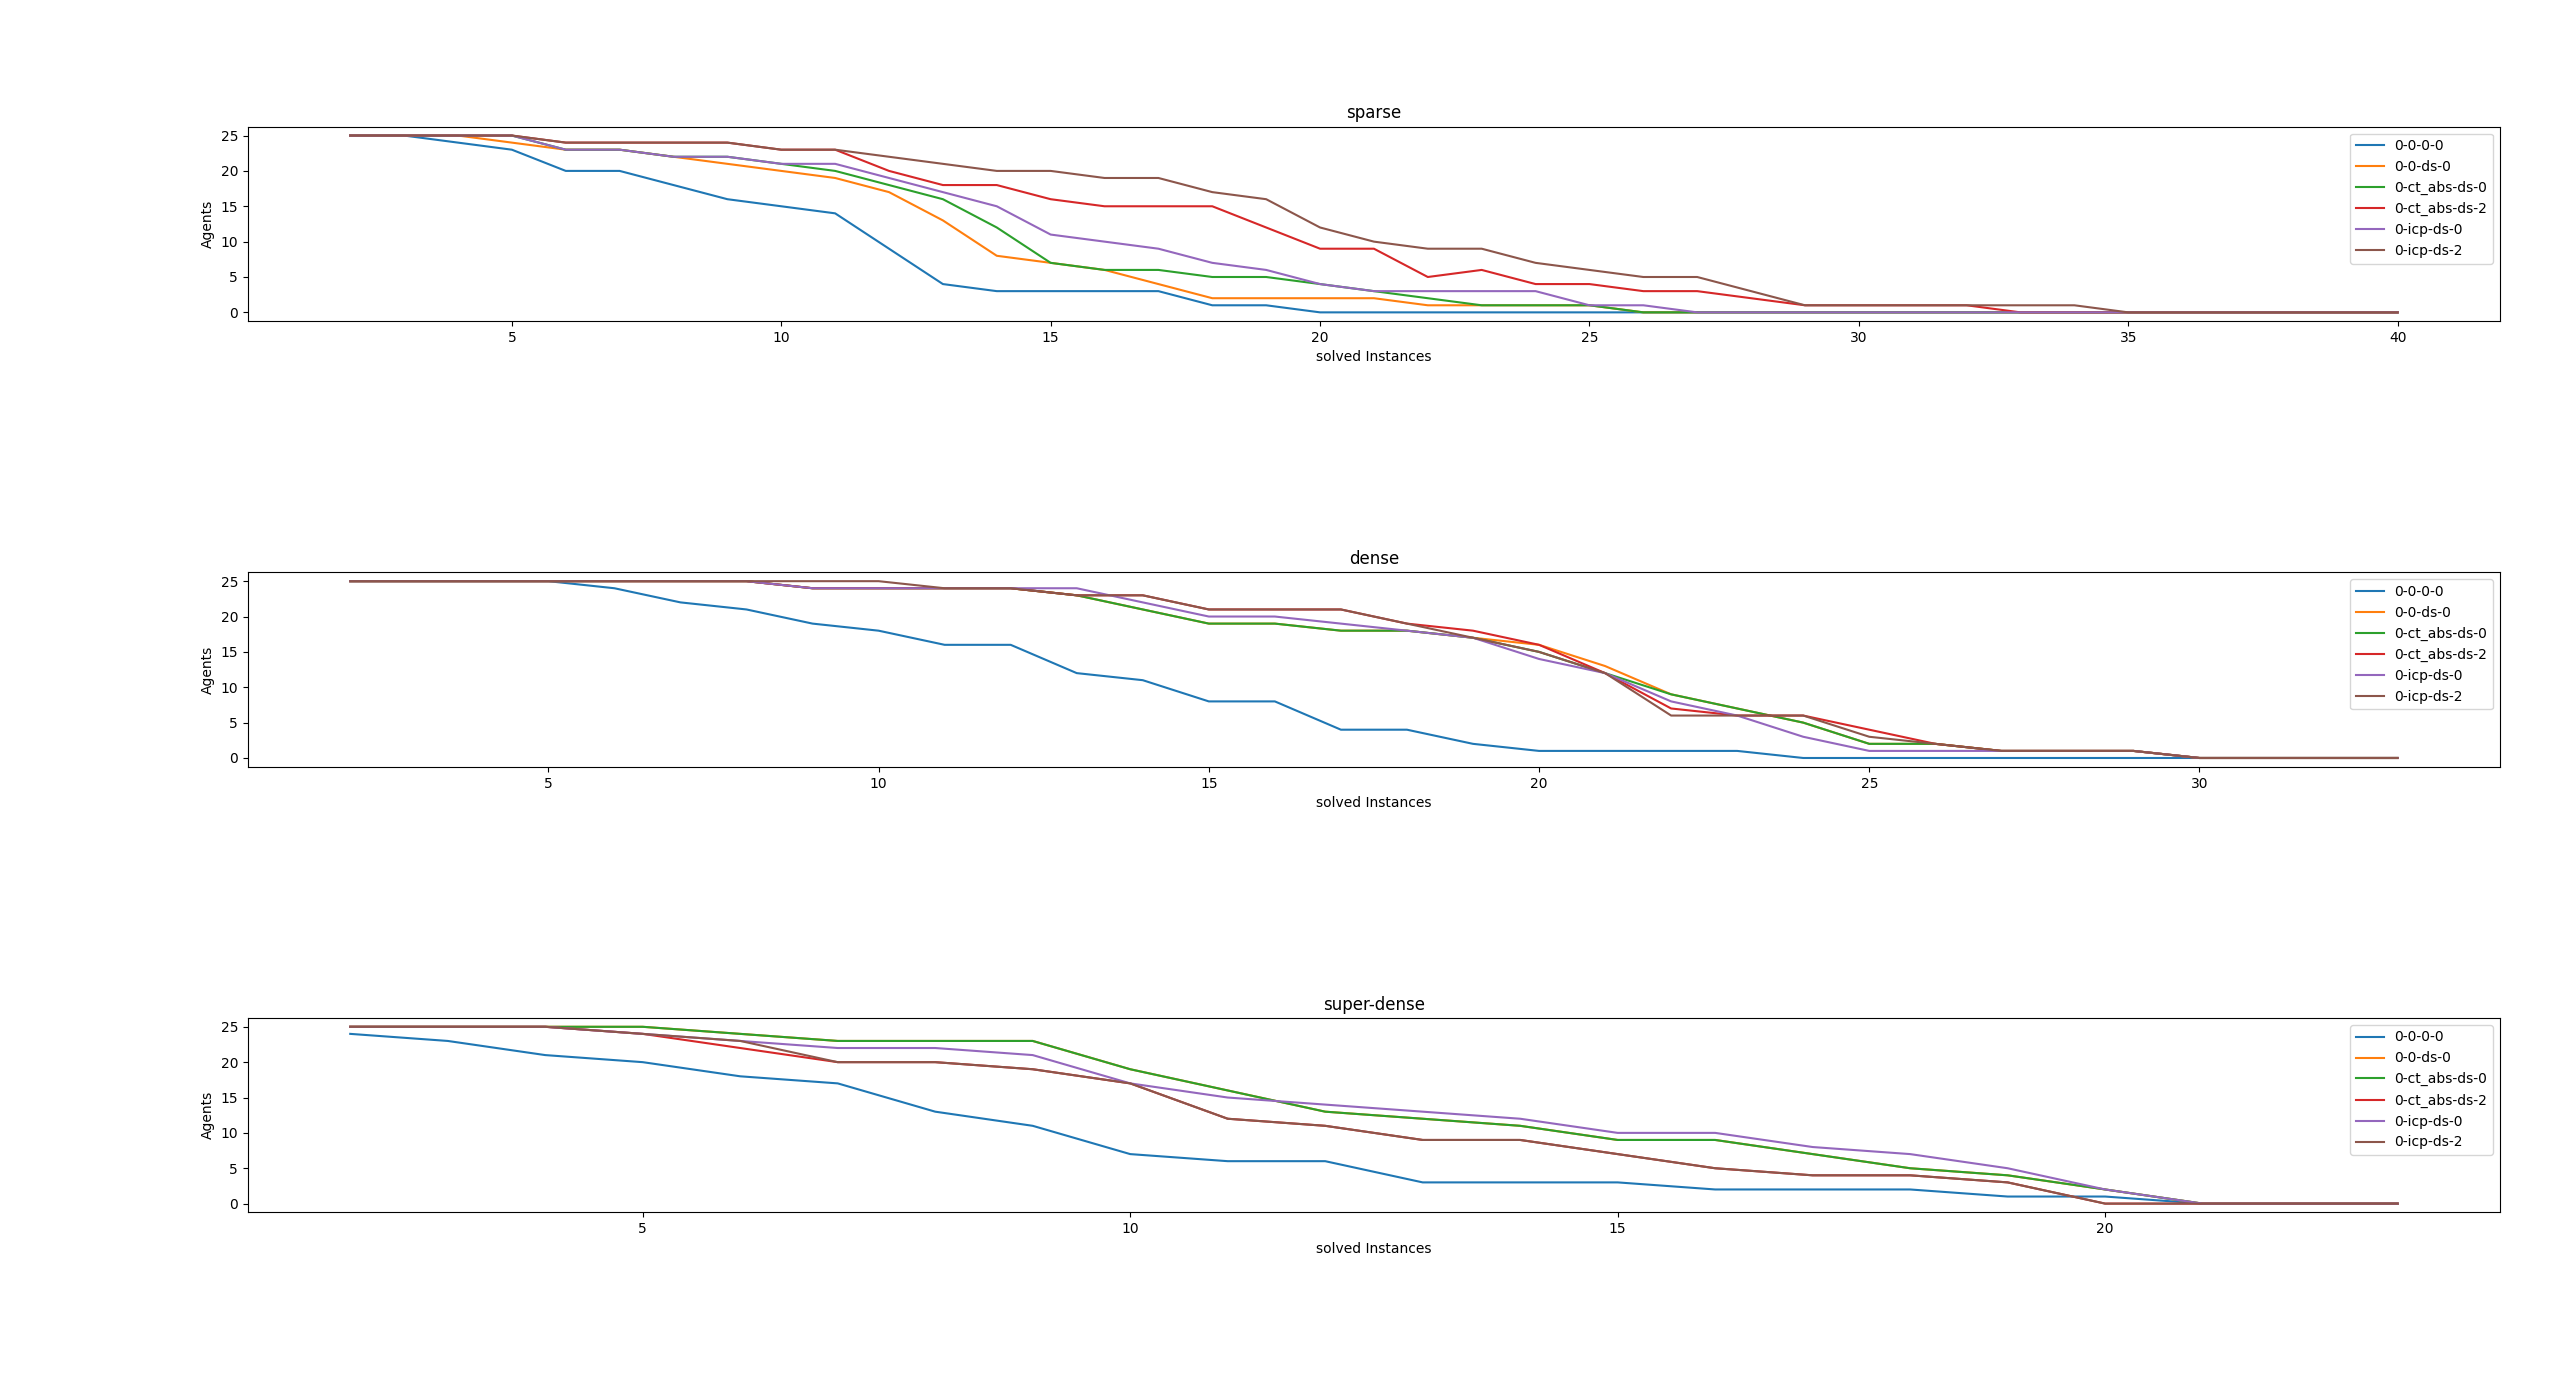 sparse
25
20
15
10
5
0
Agents
5 10 15 20 25 30 35 40
solved Instances
0-0-0-0
0-0-ds-0
0-ct_abs-ds-0
0-ct_abs-ds-2
0-icp-ds-0
0-icp-ds-2
dense
25
20
15
10
5
0
Agents
5 10 15 20 25 30
solved Instances
0-0-0-0
0-0-ds-0
0-ct_abs-ds-0
0-ct_abs-ds-2
0-icp-ds-0
0-icp-ds-2
super-dense
25
20
15
10
5
0
Agents
5 10 15 20
solved Instances
0-0-0-0
0-0-ds-0
0-ct_abs-ds-0
0-ct_abs-ds-2
0-icp-ds-0
0-icp-ds-2